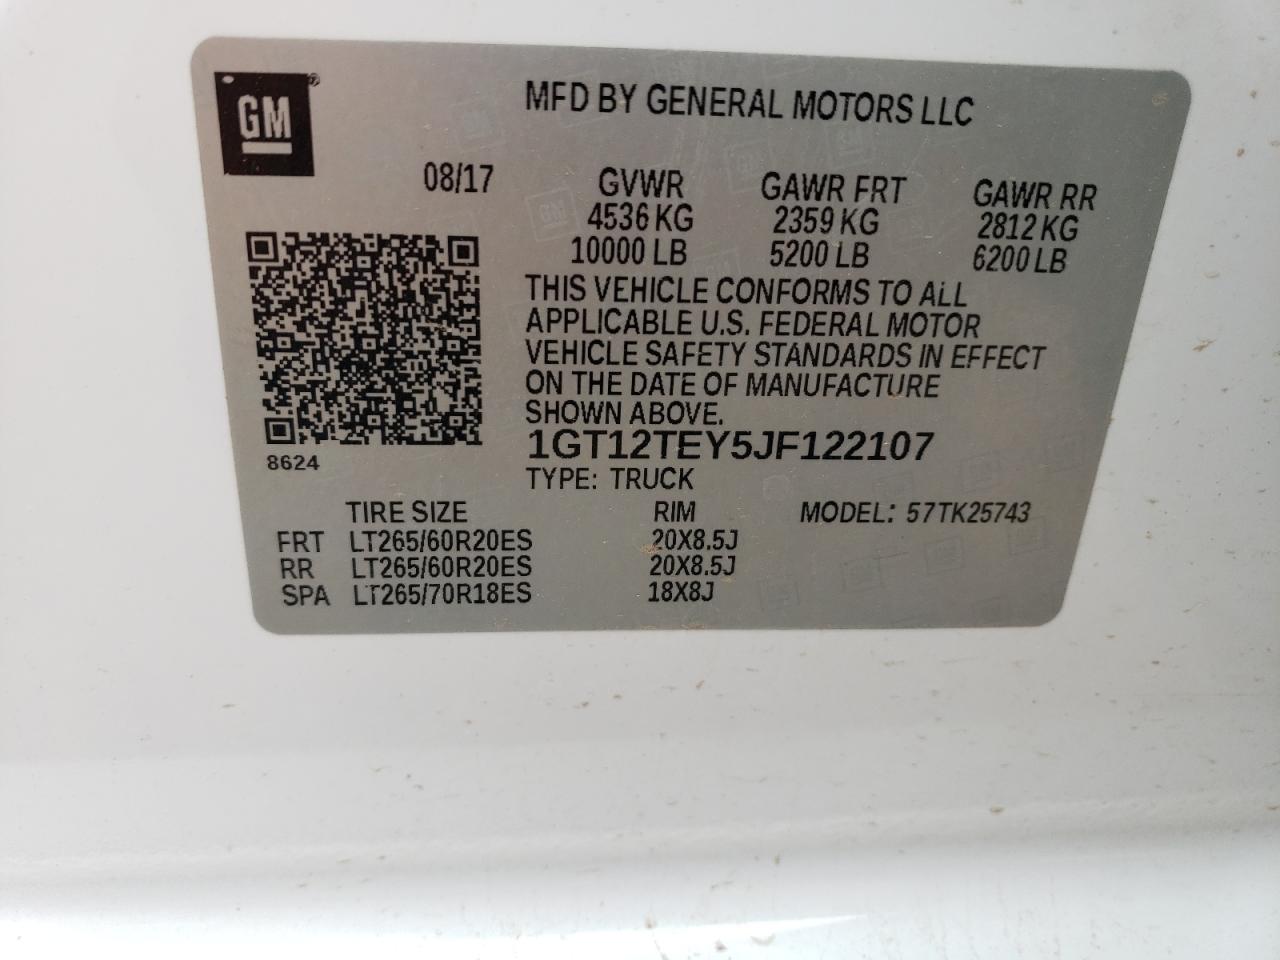 GM®
MFD BY GENERAL MOTORS LLC
08/17
GVWR GAWR FRT GAWR RR
4536 KG 2359 KG 2812 KG
10000 LB 5200 LB 6200 LB
THIS VEHICLE CONFORMS TO ALL
APPLICABLE U.S. FEDERAL MOTOR
VEHICLE SAFETY STANDARDS IN EFFECT
ON THE DATE OF MANUFACTURE
SHOWN ABOVE.
1GT12TEY5JF122107
8624
TYPE: TRUCK
TIRE SIZE RIM MODEL: 57TK25743
FRT LT265/60R20ES 20X8.5J
RR LT265/60R20ES 20X8.5J
SPA LT265/70R18ES 18X8J